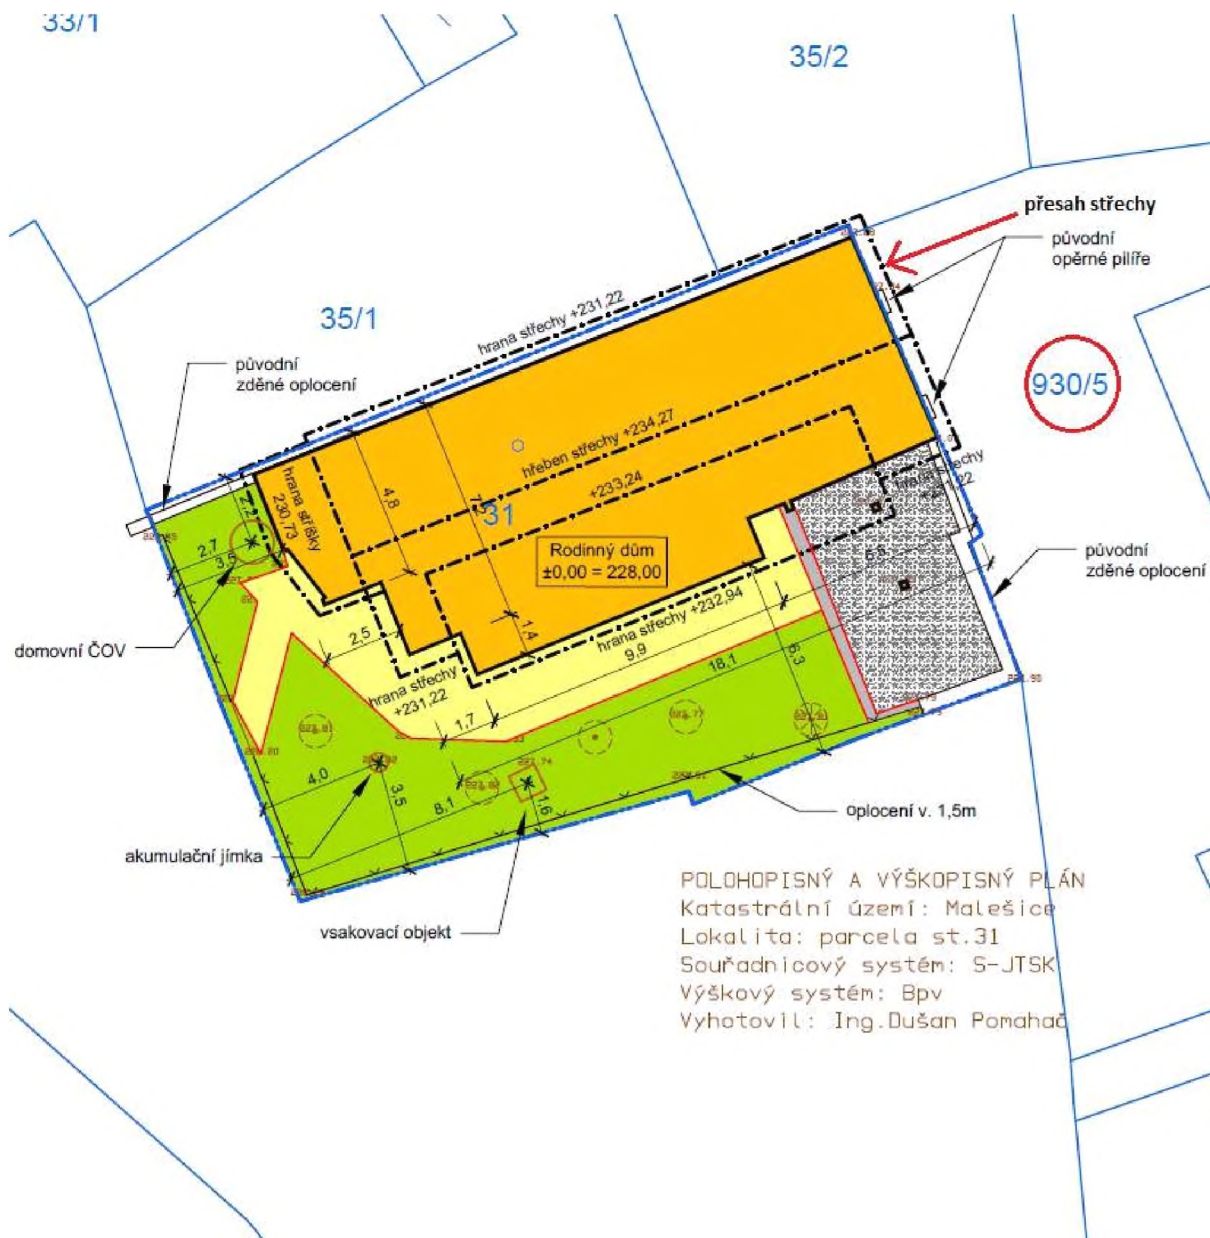 33/1
35/2
přesah střechy
původní
opěrné pilíře
hrana střechy +231,22
35/1
původní
zděné oplocení
930/5
hřeben střechy +234,27
hrana stříšky
230,73
4,8
+233,24
31
hrana střechy
2,2
2,7
3,5
Rodinný dům
±0,00 = 228,00
původní
zděné oplocení
hrana střechy +232,94
1,4
2,5
9,9
domovní ČOV
18,1
6,3
hrana střechy
+231,22
1,7
4,0
3,5
8,1
1,6
oplocení v. 1,5m
akumulační jímka
vsakovací objekt
POLOHOPISNÝ A VÝŠKOPISNÝ PLÁN
Katastrální území: Malešice
Lokalita: parcela st.31
Souřadnicový systém: S-JTSK
Výškový systém: Bpv
Vyhotovil: Ing.Dušan Pomahač